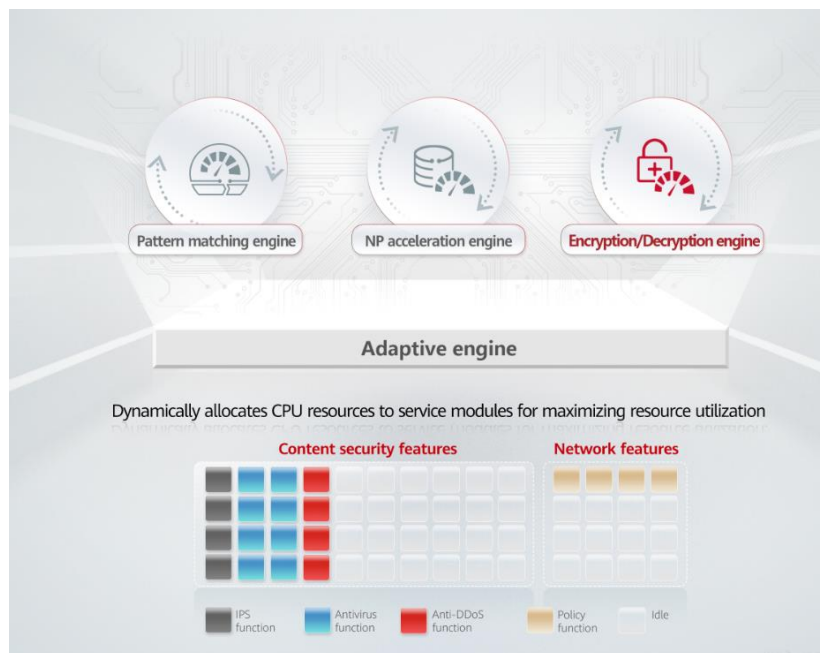 Pattern matching engine
NP acceleration engine
Encryption/Decryption engine
Adaptive engine
Dynamically allocates CPU resources to service modules for maximizing resource utilization
Content security features
Network features
IPS
function
Antivirus
function
Anti-DDoS
function
Policy
function
Idle